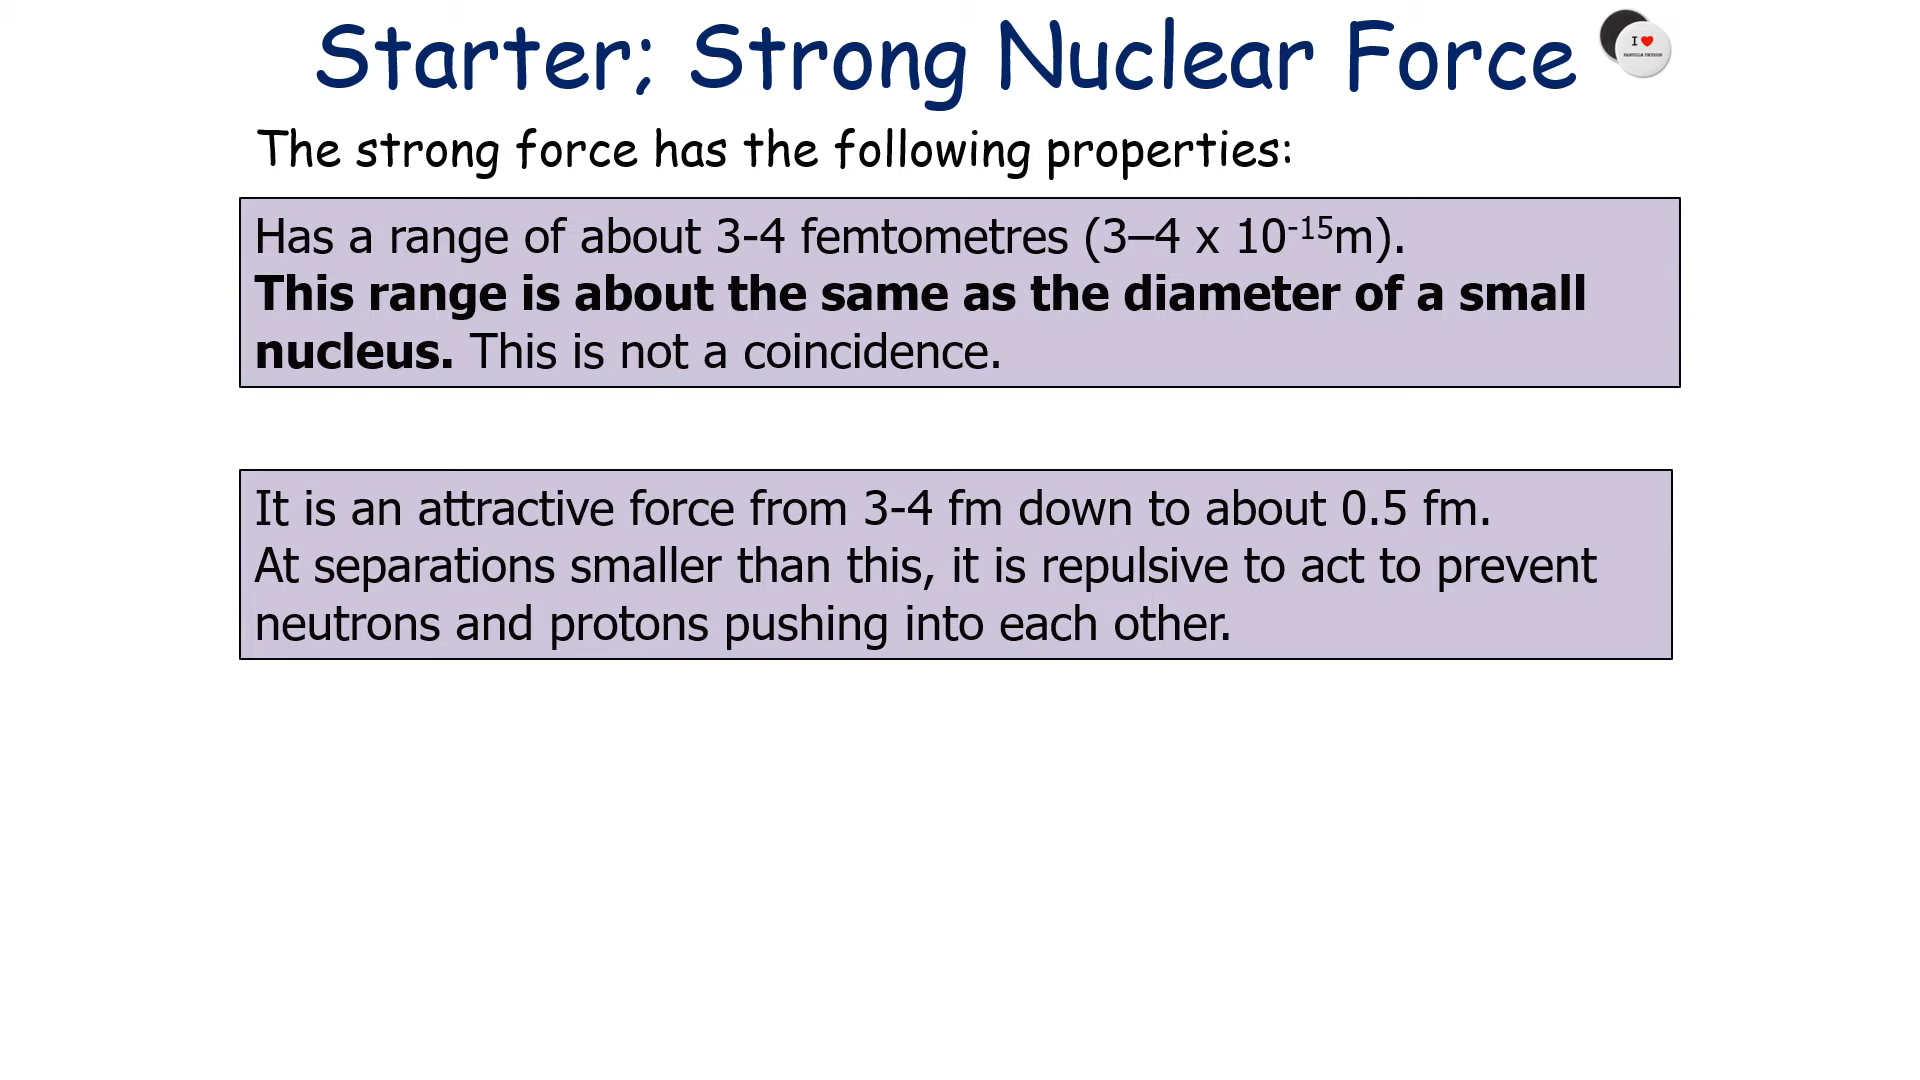 Starter; Strong Nuclear Force
I ❤
PARTICLE PHYSICS
The strong force has the following properties:
Has a range of about 3-4 femtometres (3–4 x 10⁻¹⁵m).
This range is about the same as the diameter of a small
nucleus. This is not a coincidence.
It is an attractive force from 3-4 fm down to about 0.5 fm.
At separations smaller than this, it is repulsive to act to prevent
neutrons and protons pushing into each other.